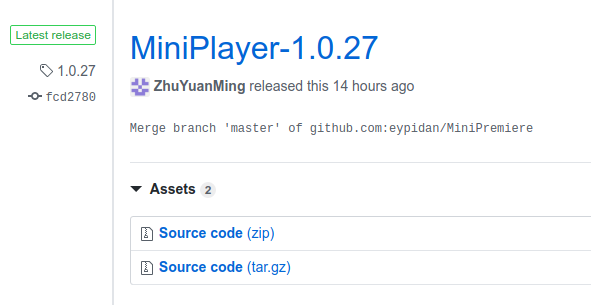 Latest release
1.0.27
fcd2780
MiniPlayer-1.0.27
ZhuYuanMing released this 14 hours ago
Merge branch 'master' of github.com:eypidan/MiniPremiere
Assets 2
Source code (zip)
Source code (tar.gz)